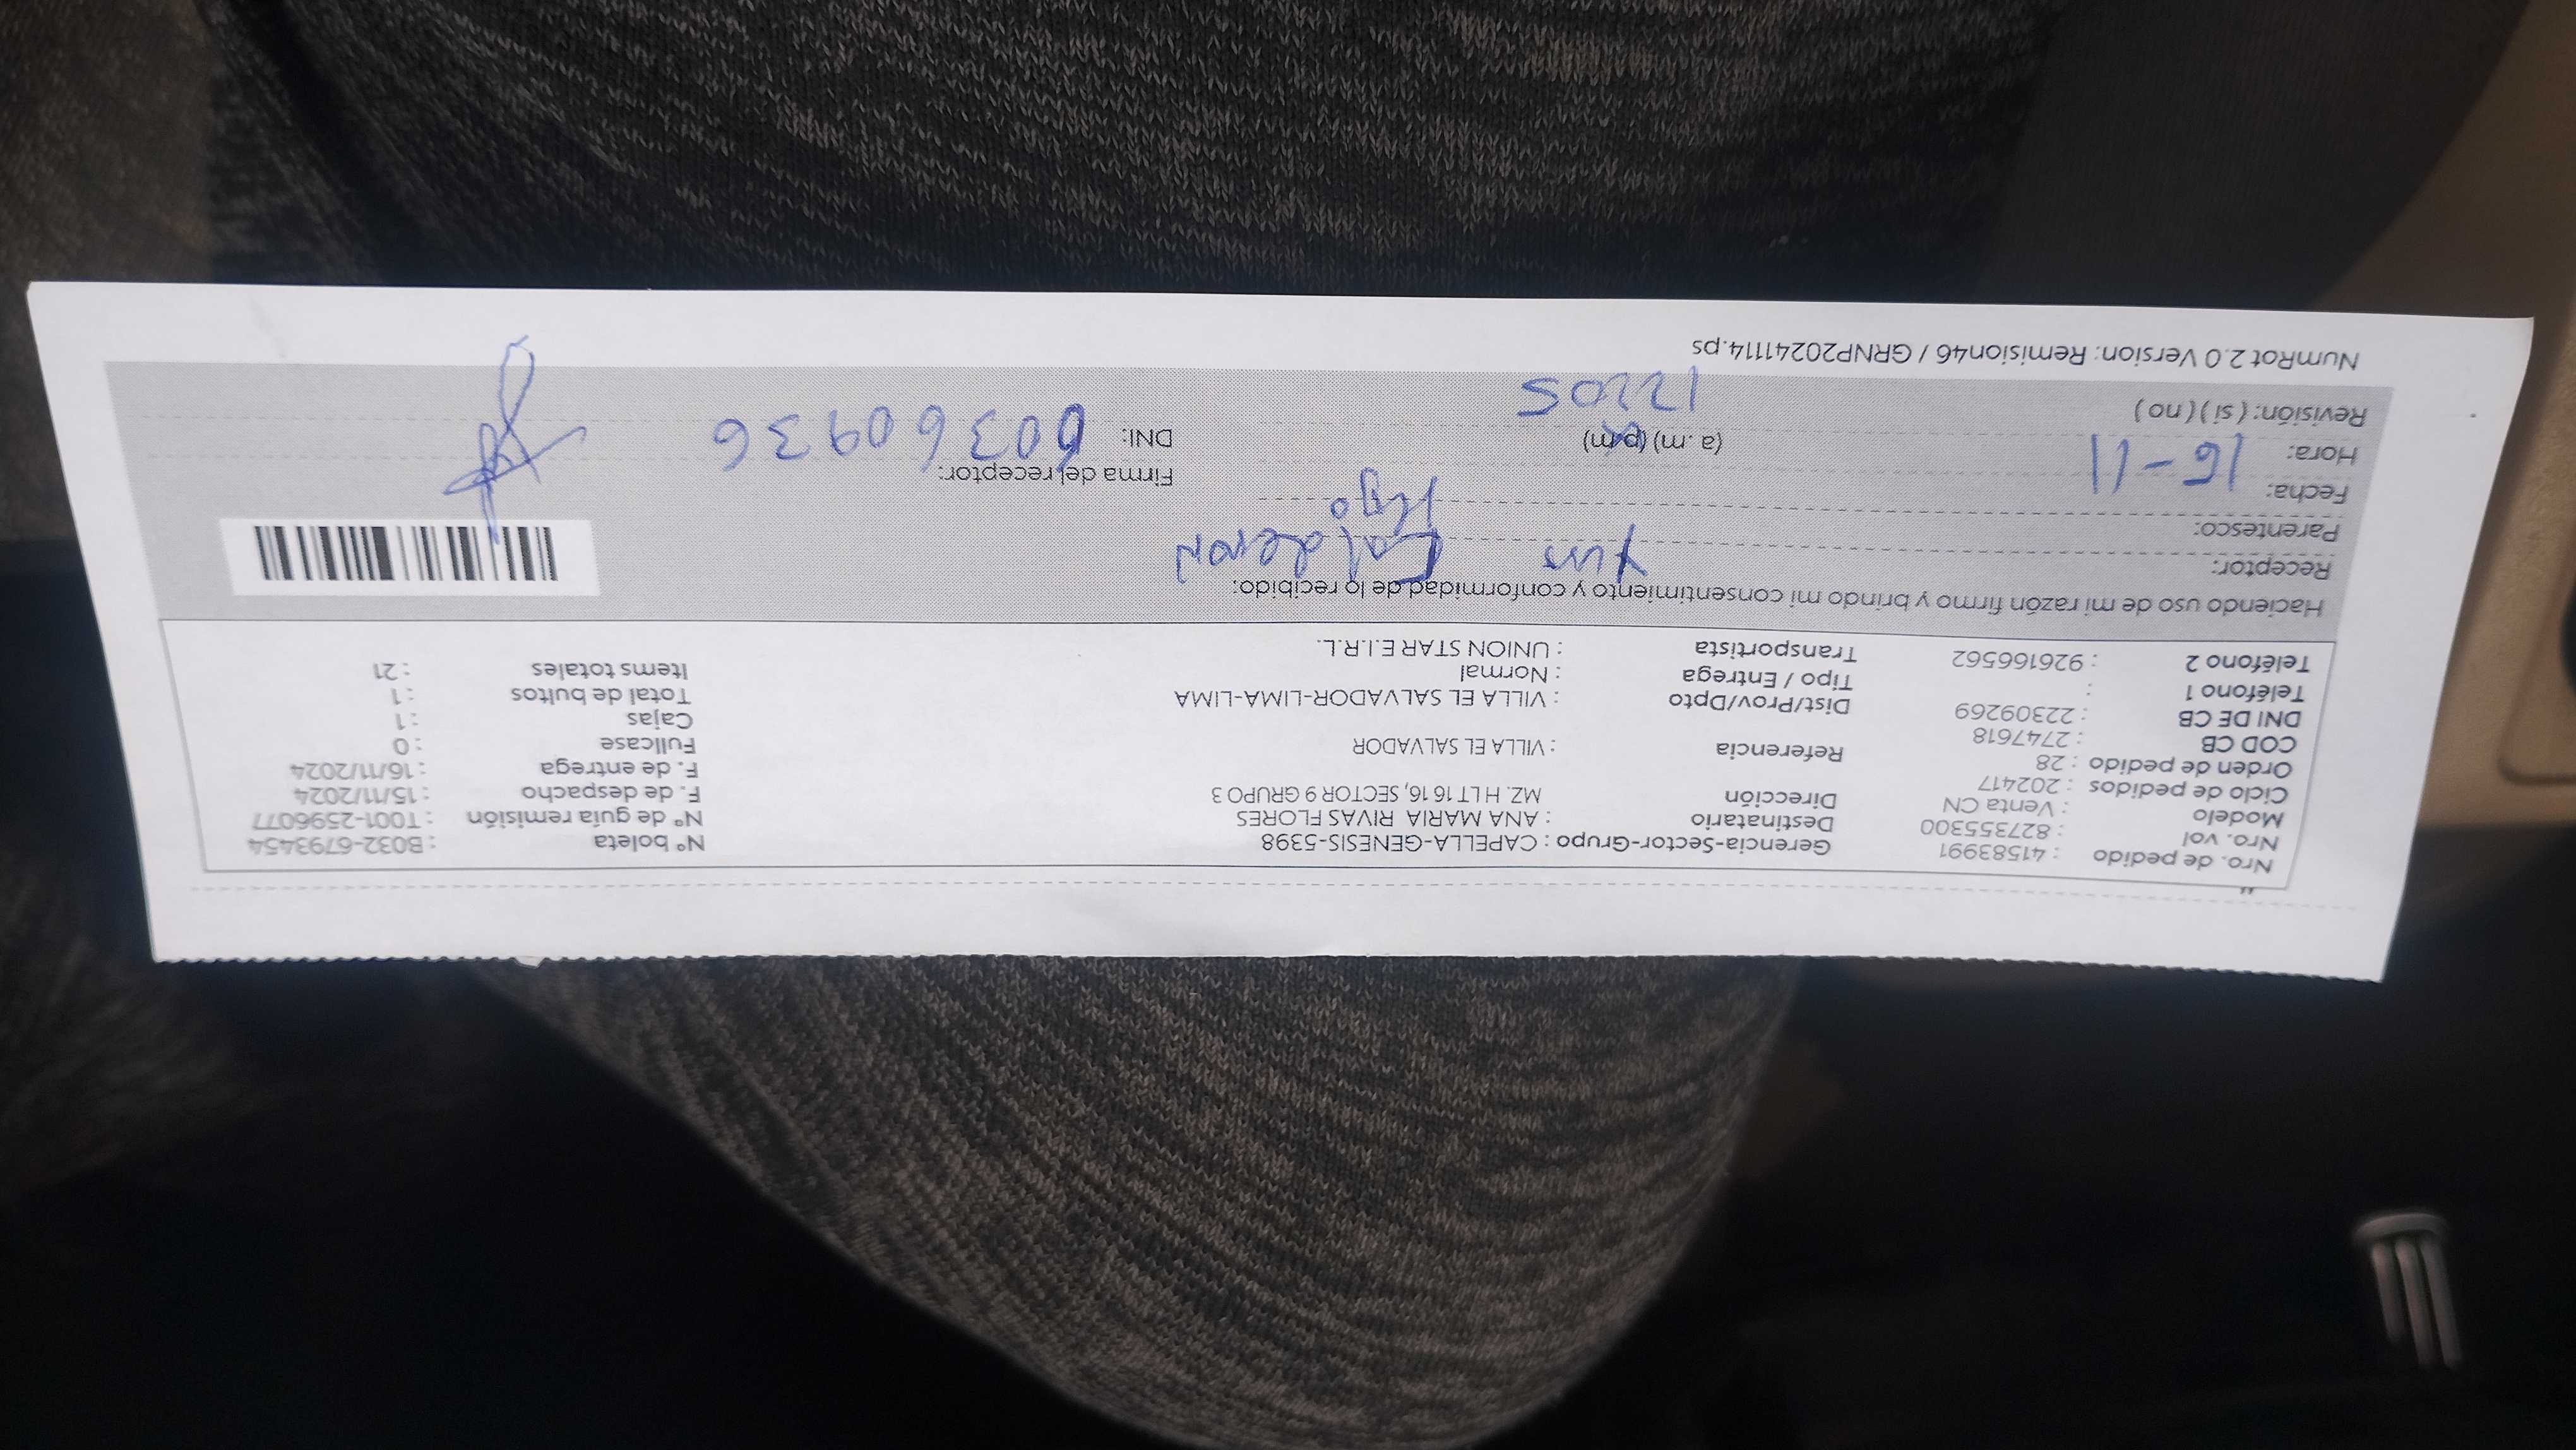 Nro. de pedido : 41583991 Gerencia-Sector-Grupo : CAPELLA-GENESIS-5398 N° boleta : B032-6793454
Nro. vol : 827355300 Destinatario : ANA MARIA RIVAS FLORES N° de guía remisión : T001-2596077
Modelo : Venta CN Dirección MZ. H LT 16 16, SECTOR 9 GRUPO 3 F. de despacho : 15/11/2024
Ciclo de pedidos : 202417 F. de entrega : 16/11/2024
Orden de pedido : 28 Referencia : VILLA EL SALVADOR Fullcase : 0
COD CB : 2747618 Cajas : 1
DNI DE CB : 22309269 Dist/Prov/Dpto : VILLA EL SALVADOR-LIMA-LIMA Total de bultos : 1
Teléfono 1 : Tipo / Entrega : Normal Items totales : 21
Teléfono 2 : 926166562 Transportista : UNION STAR E.I.R.L.
Haciendo uso de mi razón firmo y brindo mi consentimiento y conformidad de lo recibido:
Receptor: Calderon
Parentesco: Hijo
Fecha: 16-11 Firma del receptor:
Hora: (a.m) (p.m) DNI: 60360936
Revisión: ( si ) ( no ) 1205
NumRot 2.0 Version: Remision46 / GRNP20241114.ps